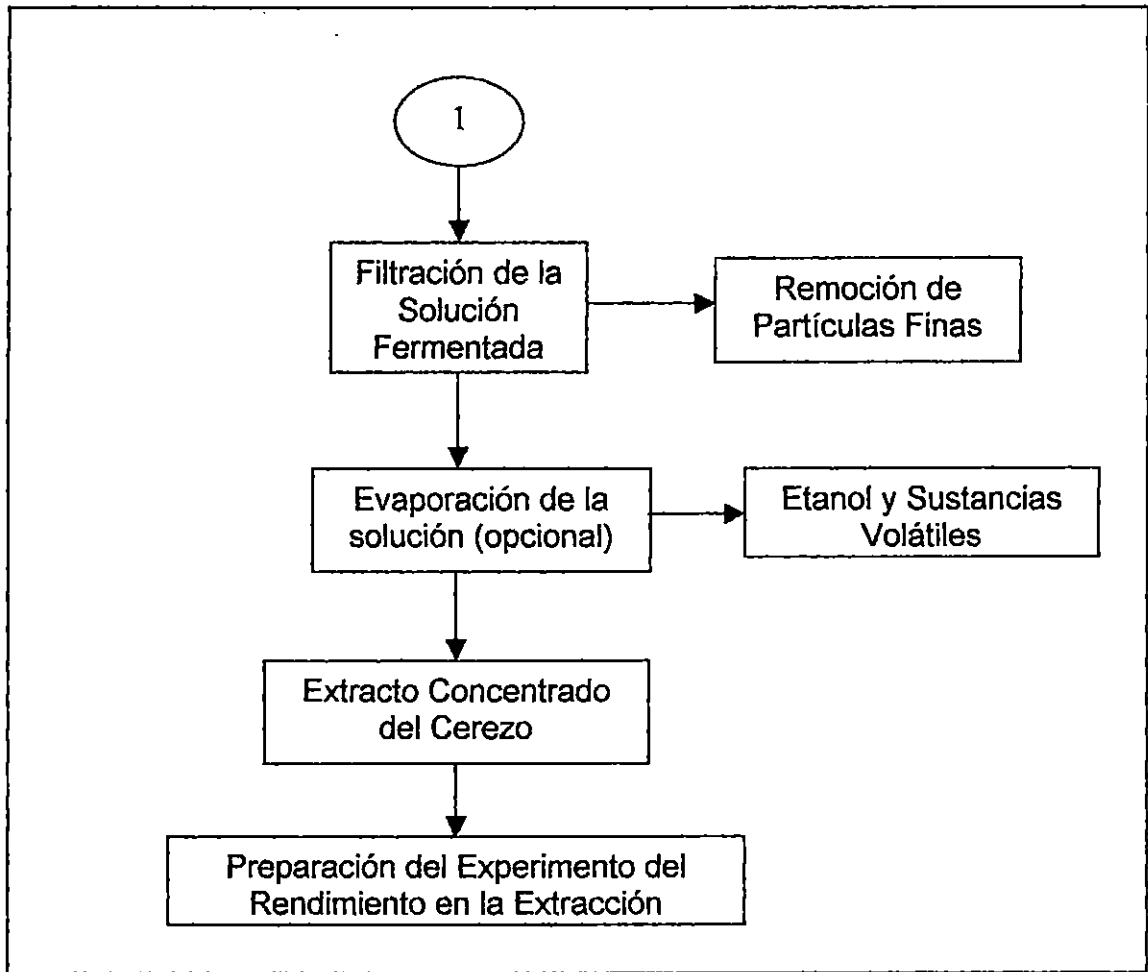 1
Filtración de la
Solución
Fermentada
Remoción de
Partículas Finas
Evaporación de la
solución (opcional)
Etanol y Sustancias
Volátiles
Extracto Concentrado
del Cerezo
Preparación del Experimento del
Rendimiento en la Extracción